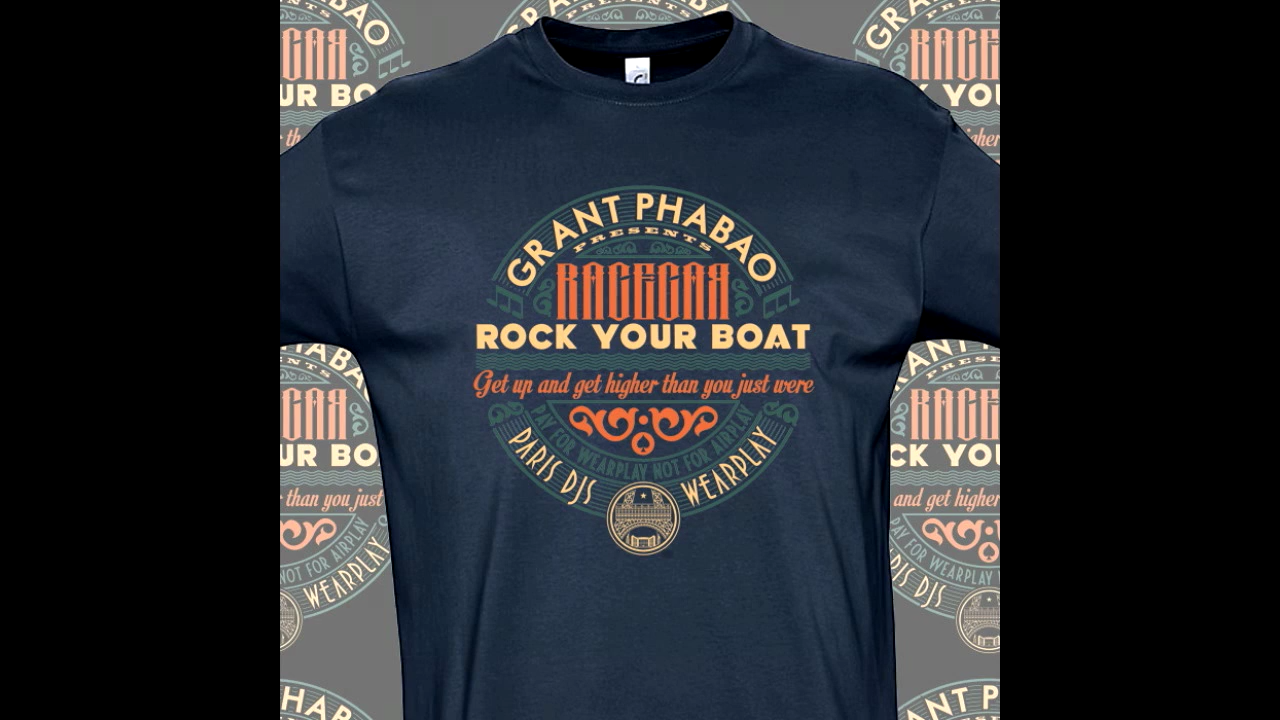 GRANT PHABAO
PRESENTS
RACECAR
ROCK YOUR BOAT
Get up and get higher than you just were
PAY FOR WEARPLAY NOT FOR AIRPLAY
PARIS DJS WEARPLAY